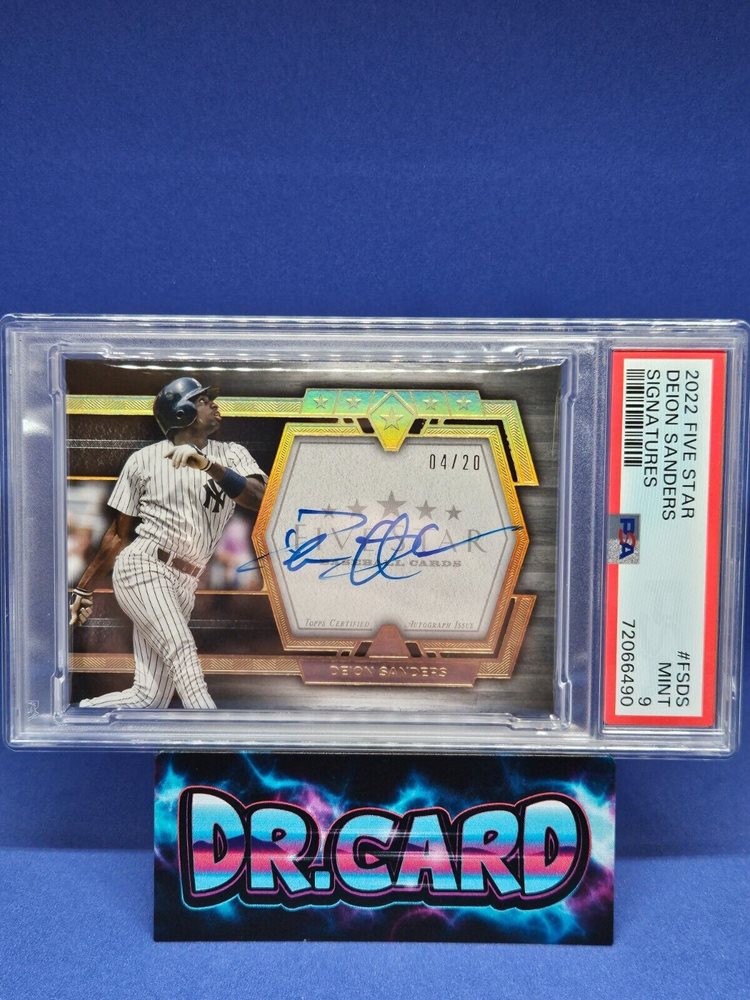 2022 FIVE STAR
DEION SANDERS
SIGNATURES
#FSDS
MINT
9
PSA
72066490
04/20
FIVE STAR
BASEBALL CARDS
TOPPS CERTIFIED AUTOGRAPH ISSUE
DEION SANDERS
NY
DR.CARD